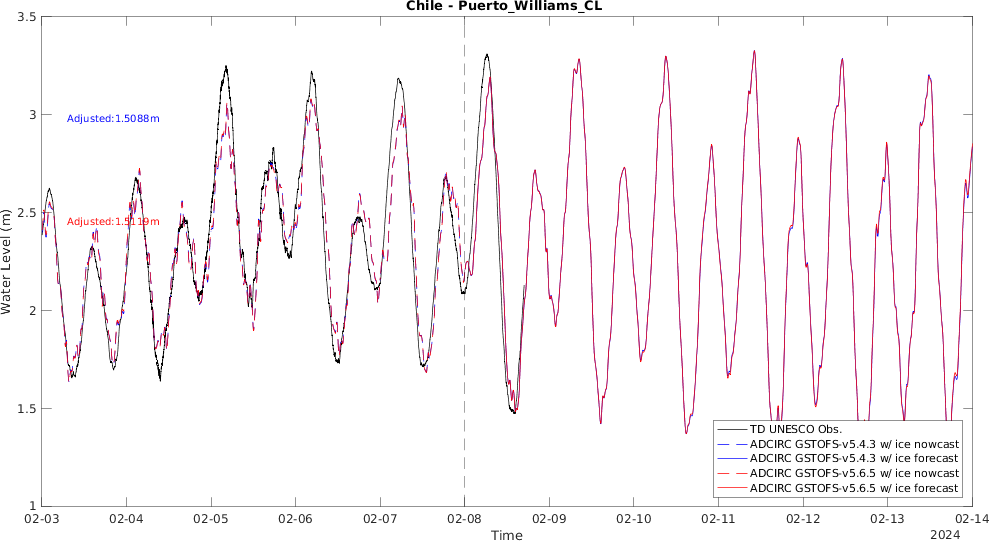 Chile - Puerto_Williams_CL
3.5
3
2.5
2
1.5
1
Water Level (m)
Adjusted:1.5088m
Adjusted:1.5119m
TD UNESCO Obs.
ADCIRC GSTOFS-v5.4.3 w/ ice nowcast
ADCIRC GSTOFS-v5.4.3 w/ ice forecast
ADCIRC GSTOFS-v5.6.5 w/ ice nowcast
ADCIRC GSTOFS-v5.6.5 w/ ice forecast
02-03 02-04 02-05 02-06 02-07 02-08 02-09 02-10 02-11 02-12 02-13 02-14
Time
2024